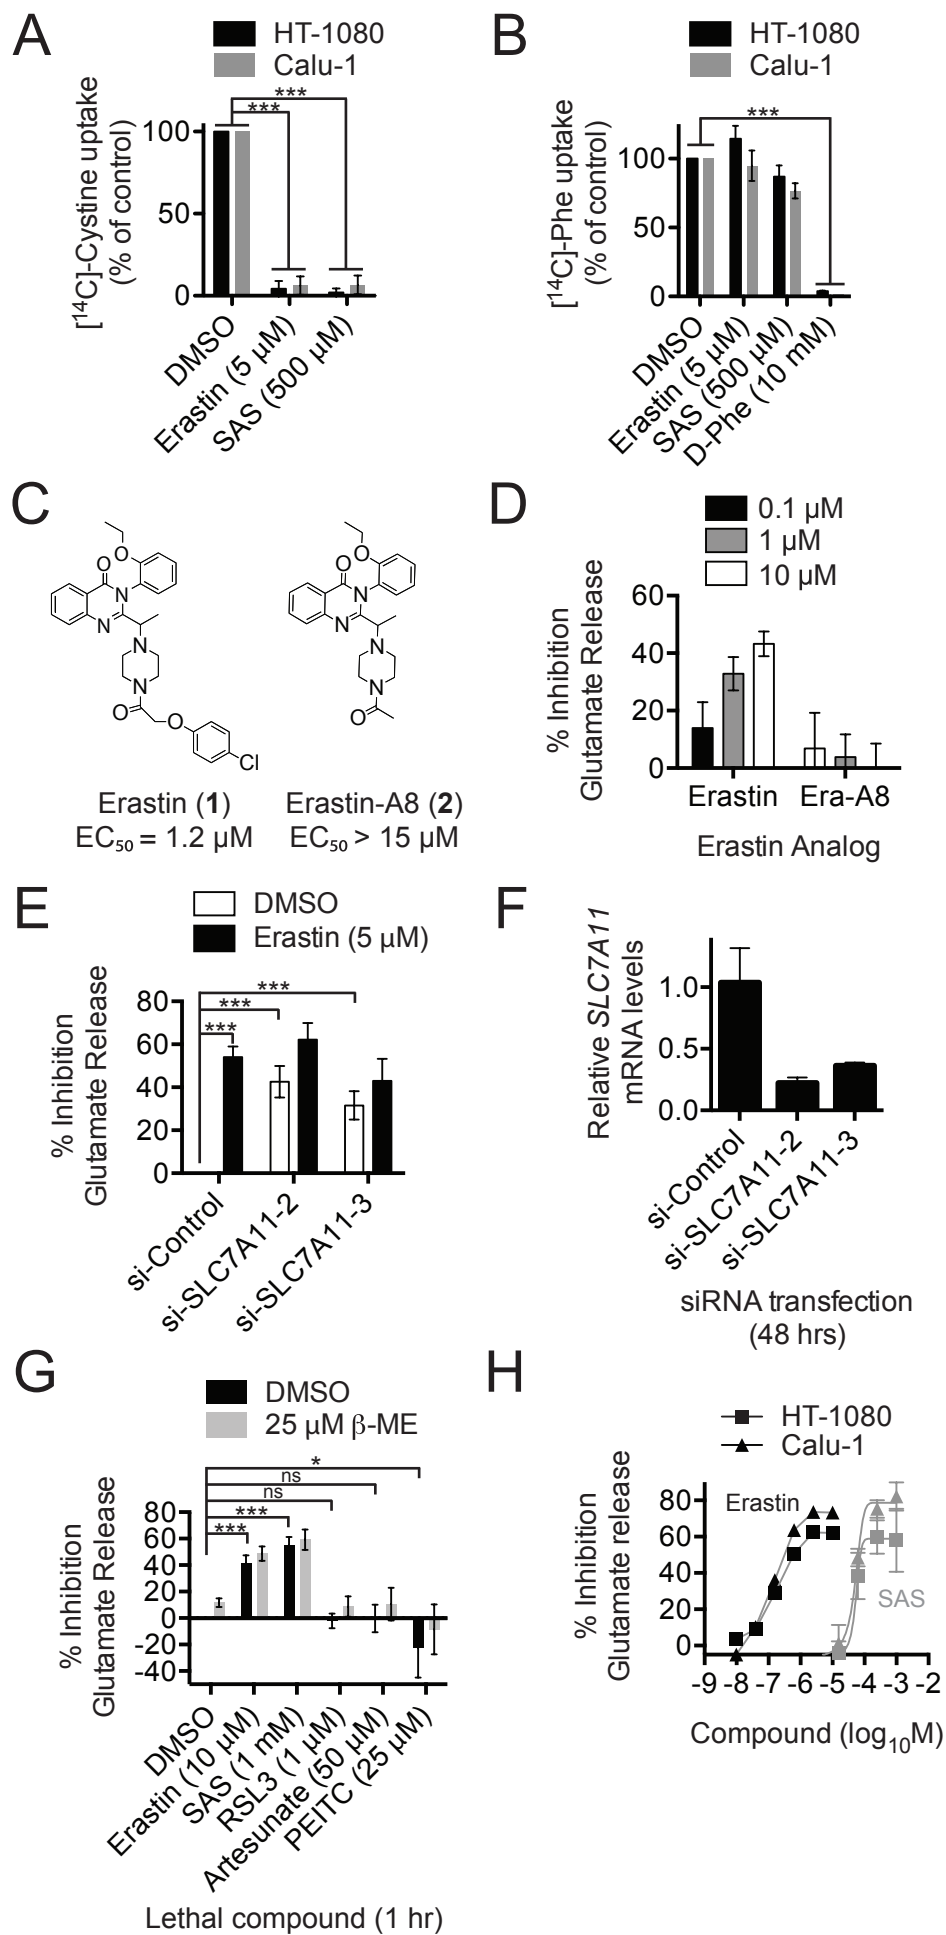 A
HT-1080
Calu-1
[¹⁴C]-Cystine uptake
(% of control)
***
***
100
50
0
DMSO
Erastin (5 µM)
SAS (500 µM)
B
HT-1080
Calu-1
[¹⁴C]-Phe uptake
(% of control)
***
100
50
0
DMSO
Erastin (5 µM)
SAS (500 µM)
D-Phe (10 mM)
C
O
O
N
N
N
N
O
O
Cl
Erastin (1)
EC₅₀ = 1.2 µM
O
O
N
N
N
N
O
Erastin-A8 (2)
EC₅₀ > 15 µM
D
0.1 µM
1 µM
10 µM
% Inhibition
Glutamate Release
60
40
20
0
Erastin Era-A8
Erastin Analog
E
DMSO
Erastin (5 µM)
% Inhibition
Glutamate Release
***
***
***
80
60
40
20
0
si-Control
si-SLC7A11-2
si-SLC7A11-3
F
Relative SLC7A11
mRNA levels
1.0
0.5
0.0
si-Control
si-SLC7A11-2
si-SLC7A11-3
siRNA transfection
(48 hrs)
G
DMSO
25 µM β-ME
% Inhibition
Glutamate Release
*
ns
ns
***
***
80
60
40
20
0
-20
-40
DMSO
Erastin (10 µM)
SAS (1 mM)
RSL3 (1 µM)
Artesunate (50 µM)
PEITC (25 µM)
Lethal compound (1 hr)
H
HT-1080
Calu-1
% Inhibition
Glutamate release
Erastin
SAS
80
60
40
20
0
-9 -8 -7 -6 -5 -4 -3 -2
Compound (log₁₀M)